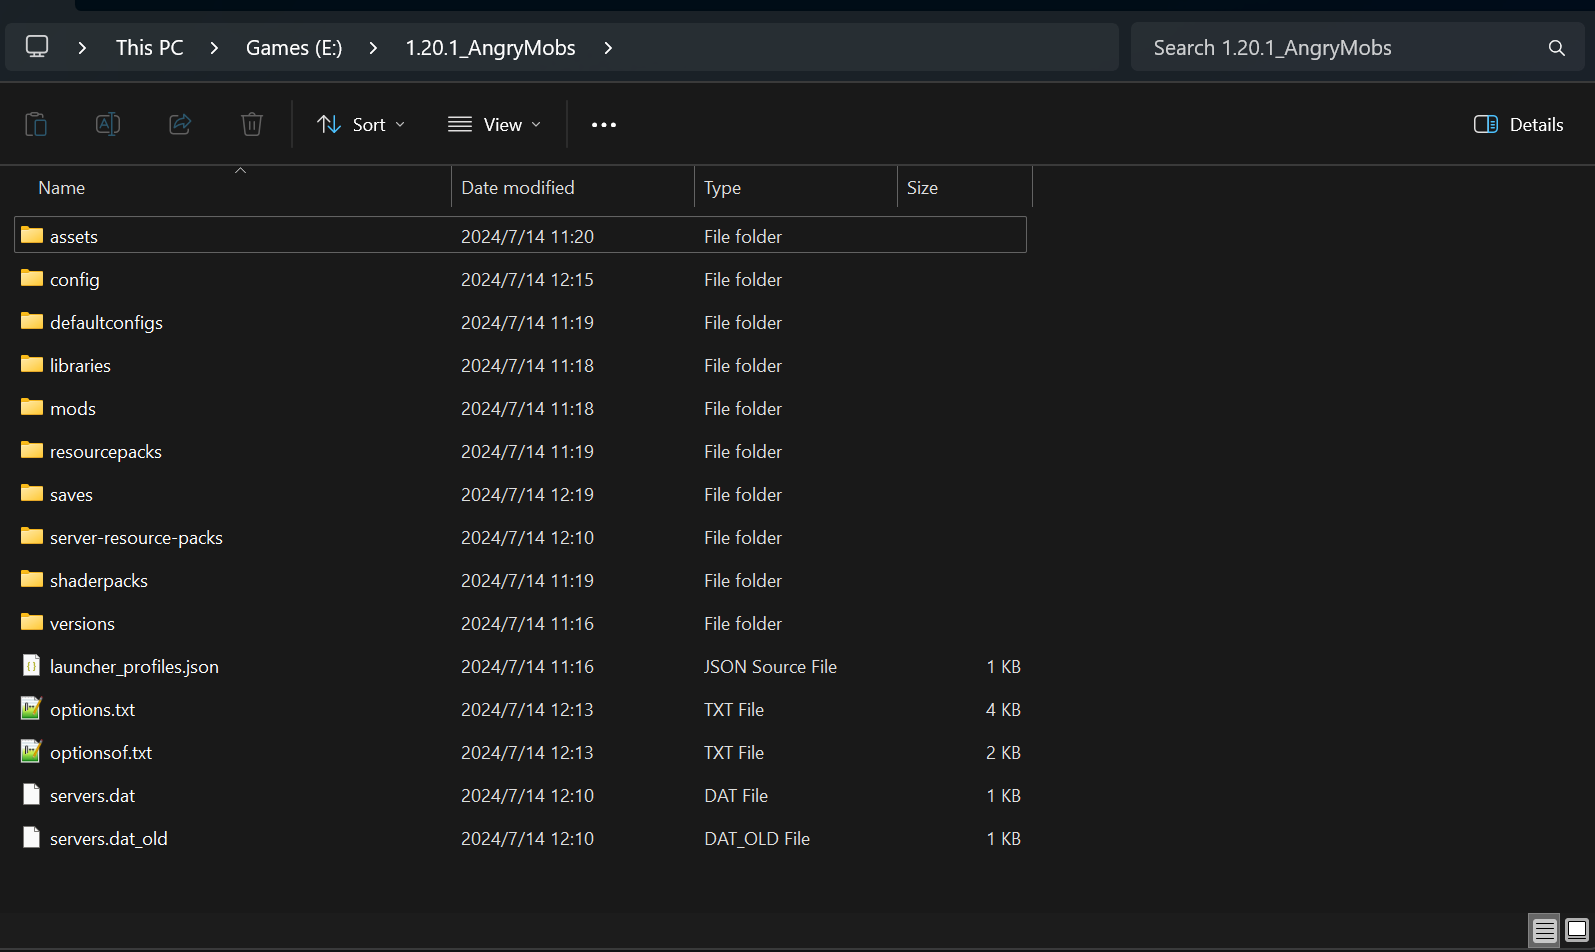 This PC > Games (E:) > 1.20.1_AngryMobs > Search 1.20.1_AngryMobs
Sort View ••• Details
Name Date modified Type Size
assets 2024/7/14 11:20 File folder
config 2024/7/14 12:15 File folder
defaultconfigs 2024/7/14 11:19 File folder
libraries 2024/7/14 11:18 File folder
mods 2024/7/14 11:18 File folder
resourcepacks 2024/7/14 11:19 File folder
saves 2024/7/14 12:19 File folder
server-resource-packs 2024/7/14 12:10 File folder
shaderpacks 2024/7/14 11:19 File folder
versions 2024/7/14 11:16 File folder
launcher_profiles.json 2024/7/14 11:16 JSON Source File 1 KB
options.txt 2024/7/14 12:13 TXT File 4 KB
optionsof.txt 2024/7/14 12:13 TXT File 2 KB
servers.dat 2024/7/14 12:10 DAT File 1 KB
servers.dat_old 2024/7/14 12:10 DAT_OLD File 1 KB